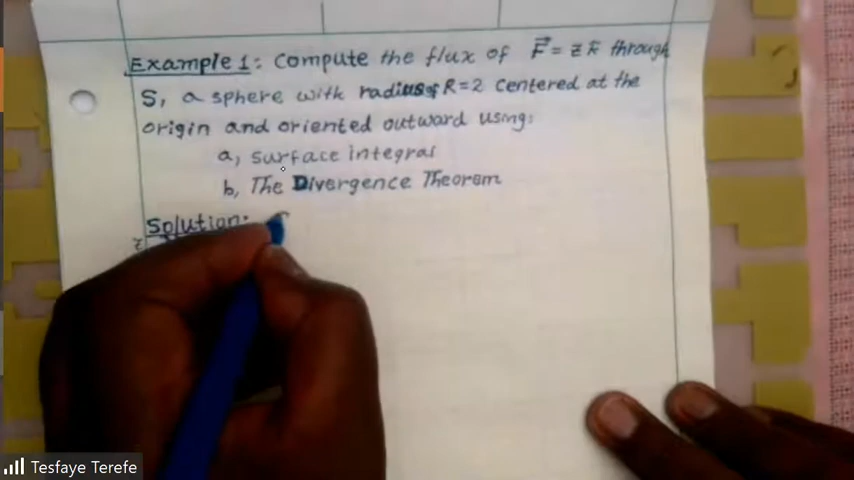 Example 1: Compute the flux of F⃗ = z k⃗ through
S, a sphere with radius of R=2 centered at the
origin and oriented outward using:
a, surface integral
b, The Divergence Theorem
Solution:
z
Tesfaye Terefe